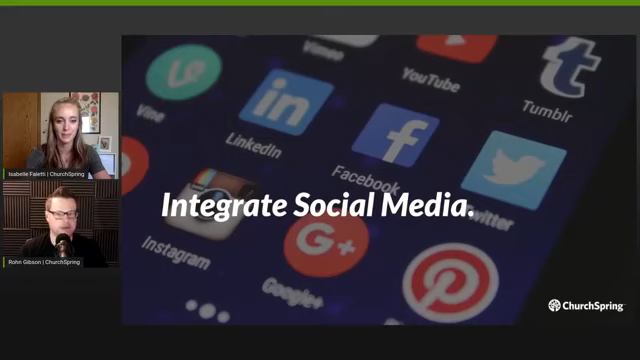 Vimeo
YouTube
Tumblr
Vine
LinkedIn
Facebook
Twitter
Integrate Social Media.
Instagram
Google+
Isabelle Faletti | ChurchSpring
Rohn Gibson | ChurchSpring
ChurchSpring